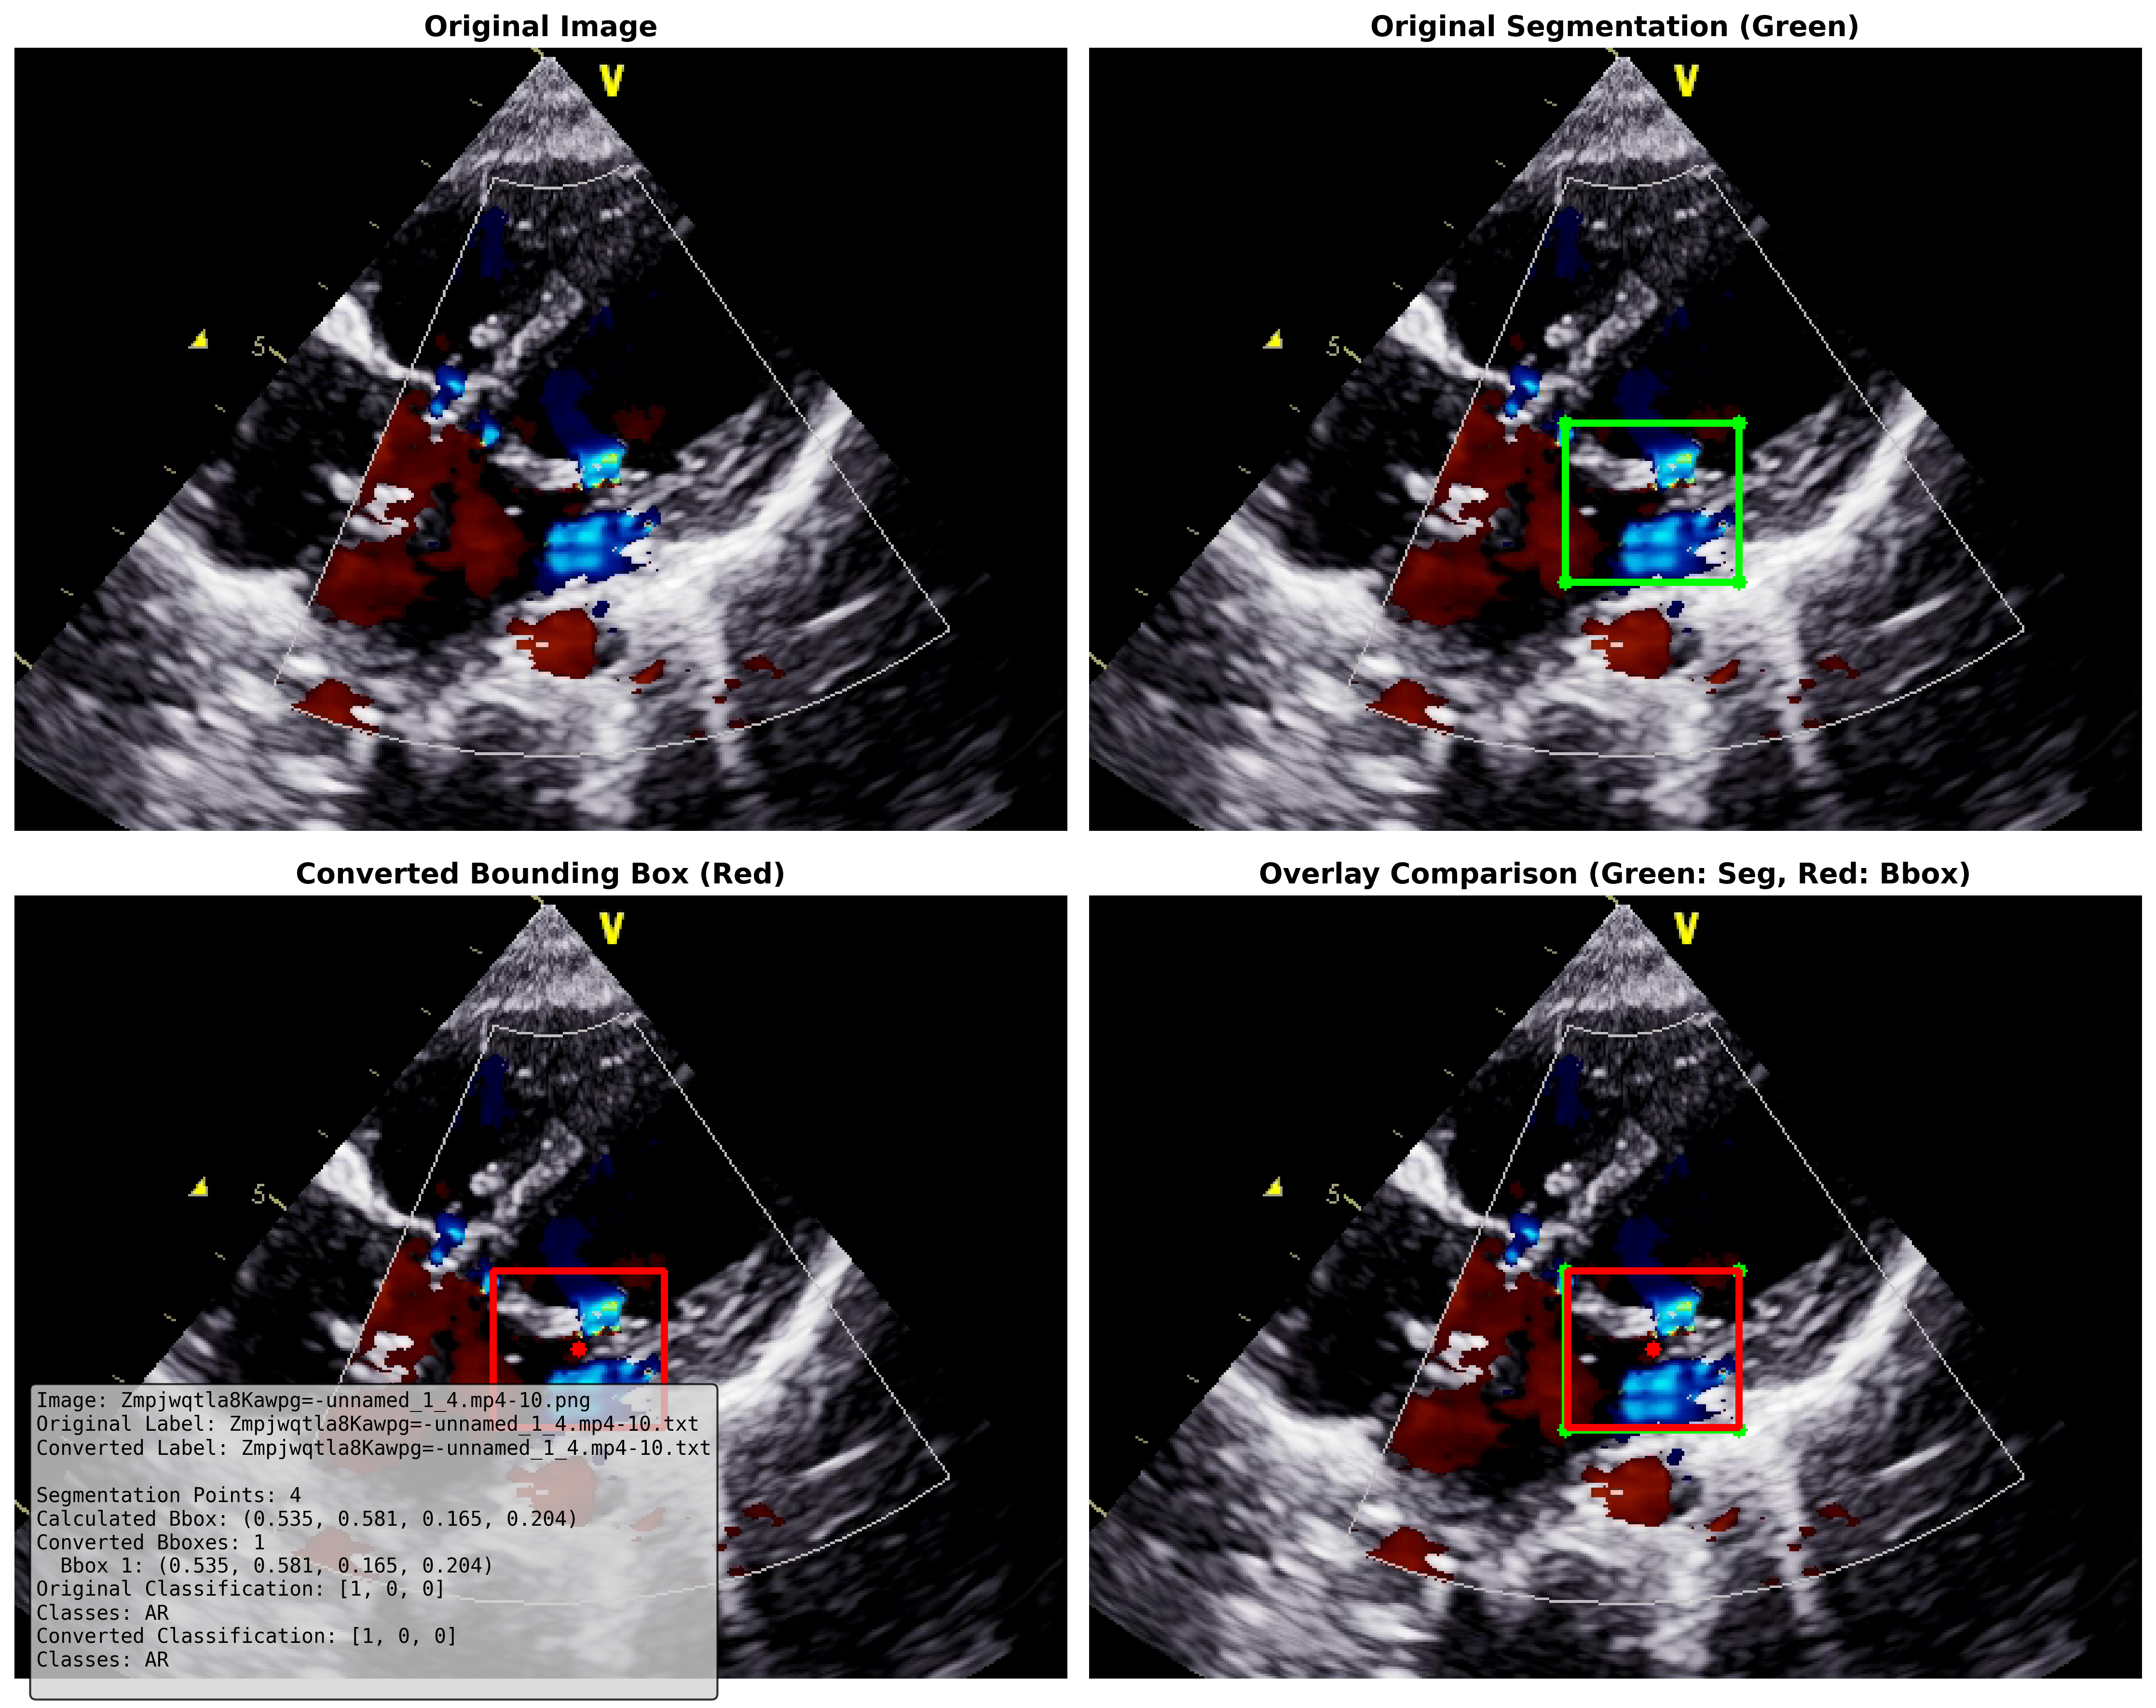 Original Image
Original Segmentation (Green)
V
5
V
5
Converted Bounding Box (Red)
Overlay Comparison (Green: Seg, Red: Bbox)
V
5
V
5
Image: Zmpjwqtla8Kawpg=-unnamed_1_4.mp4-10.png
Original Label: Zmpjwqtla8Kawpg=-unnamed_1_4.mp4-10.txt
Converted Label: Zmpjwqtla8Kawpg=-unnamed_1_4.mp4-10.txt
Segmentation Points: 4
Calculated Bbox: (0.535, 0.581, 0.165, 0.204)
Converted Bboxes: 1
Bbox 1: (0.535, 0.581, 0.165, 0.204)
Original Classification: [1, 0, 0]
Classes: AR
Converted Classification: [1, 0, 0]
Classes: AR